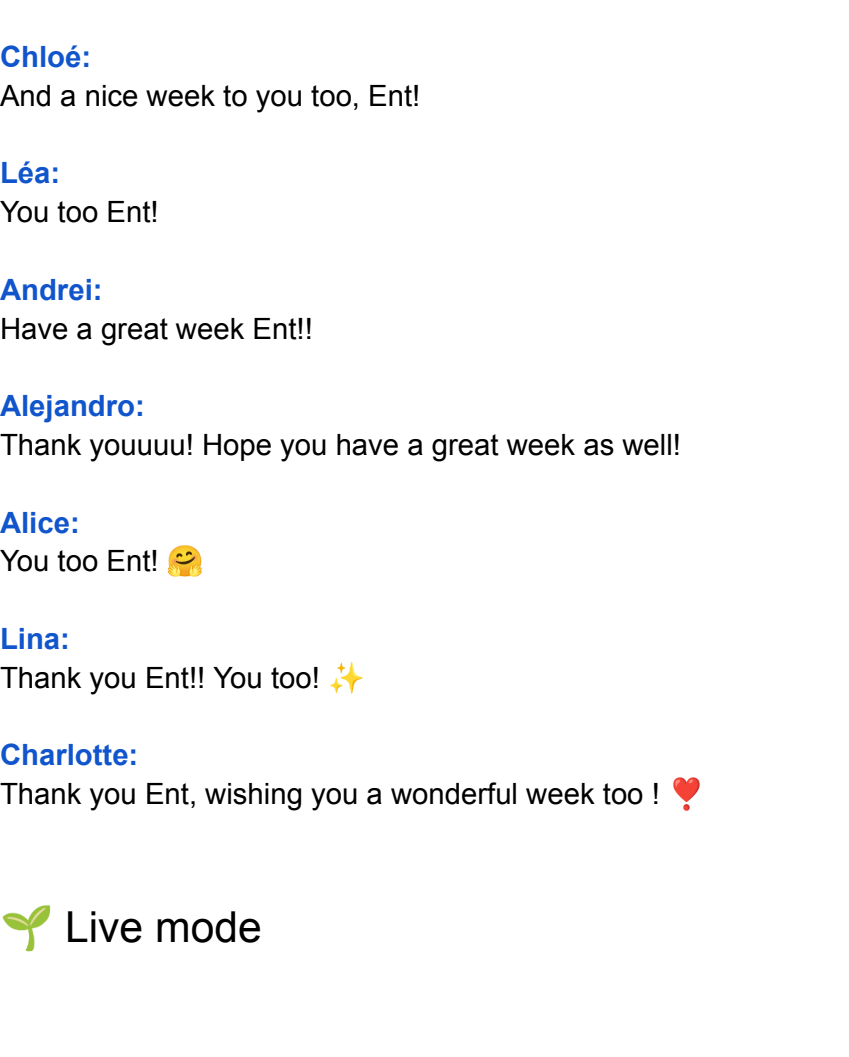 Chloé:
And a nice week to you too, Ent!
Léa:
You too Ent!
Andrei:
Have a great week Ent!!
Alejandro:
Thank youuuu! Hope you have a great week as well!
Alice:
You too Ent! 🤗
Lina:
Thank you Ent!! You too! ✨
Charlotte:
Thank you Ent, wishing you a wonderful week too ! ❣️
🌱 Live mode